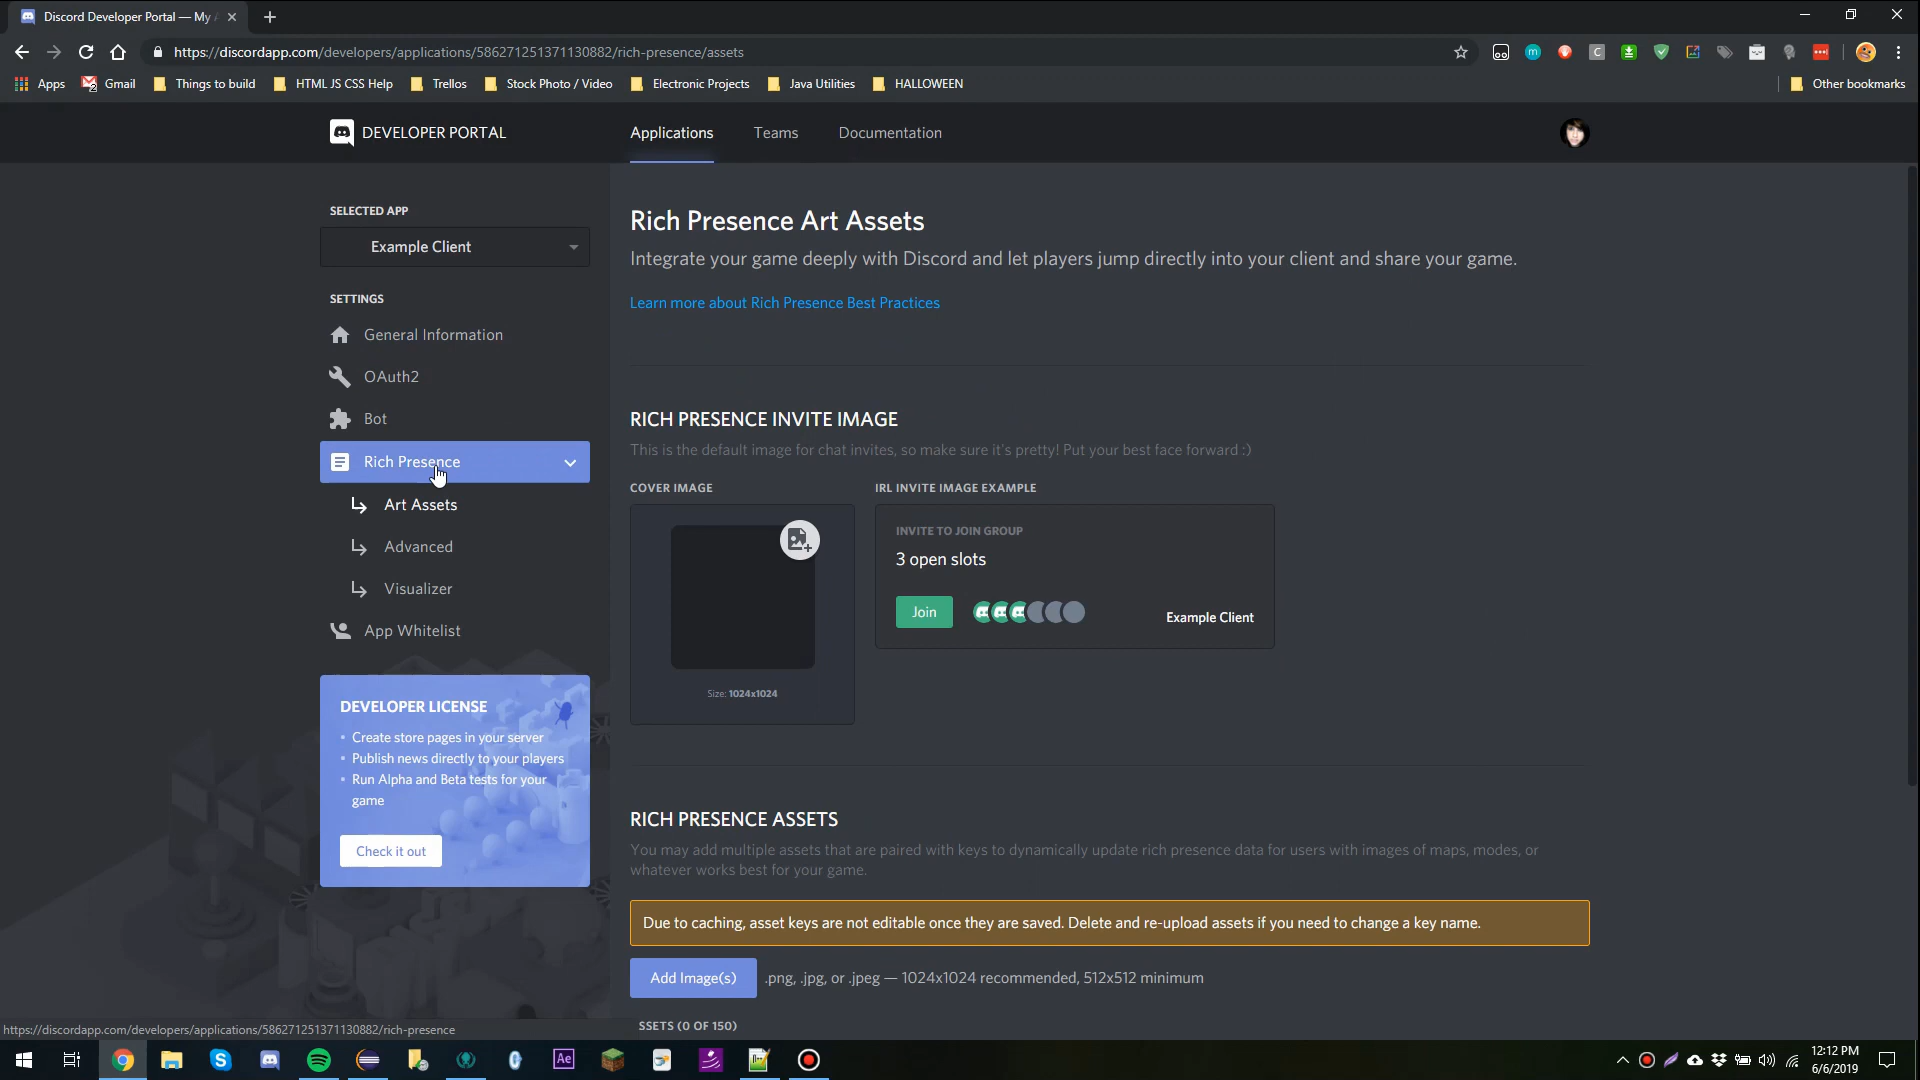 Discord Developer Portal — My A
https://discordapp.com/developers/applications/586271251371130882/rich-presence/assets
Apps
Gmail
Things to build
HTML JS CSS Help
Trellos
Stock Photo / Video
Electronic Projects
Java Utilities
HALLOWEEN
Other bookmarks
DEVELOPER PORTAL
Applications
Teams
Documentation
SELECTED APP
Example Client
SETTINGS
General Information
OAuth2
Bot
Rich Presence
Art Assets
Advanced
Visualizer
App Whitelist
DEVELOPER LICENSE
• Create store pages in your server
• Publish news directly to your players
• Run Alpha and Beta tests for your
game
Check it out
Rich Presence Art Assets
Integrate your game deeply with Discord and let players jump directly into your client and share your game.
Learn more about Rich Presence Best Practices
RICH PRESENCE INVITE IMAGE
This is the default image for chat invites, so make sure it's pretty! Put your best face forward :)
COVER IMAGE
Size: 1024x1024
IRL INVITE IMAGE EXAMPLE
INVITE TO JOIN GROUP
3 open slots
Join
Example Client
RICH PRESENCE ASSETS
You may add multiple assets that are paired with keys to dynamically update rich presence data for users with images of maps, modes, or
whatever works best for your game.
Due to caching, asset keys are not editable once they are saved. Delete and re-upload assets if you need to change a key name.
Add Image(s)
.png, .jpg, or .jpeg — 1024x1024 recommended, 512x512 minimum
SSETS (0 OF 150)
https://discordapp.com/developers/applications/586271251371130882/rich-presence
Ae
12:12 PM
6/6/2019